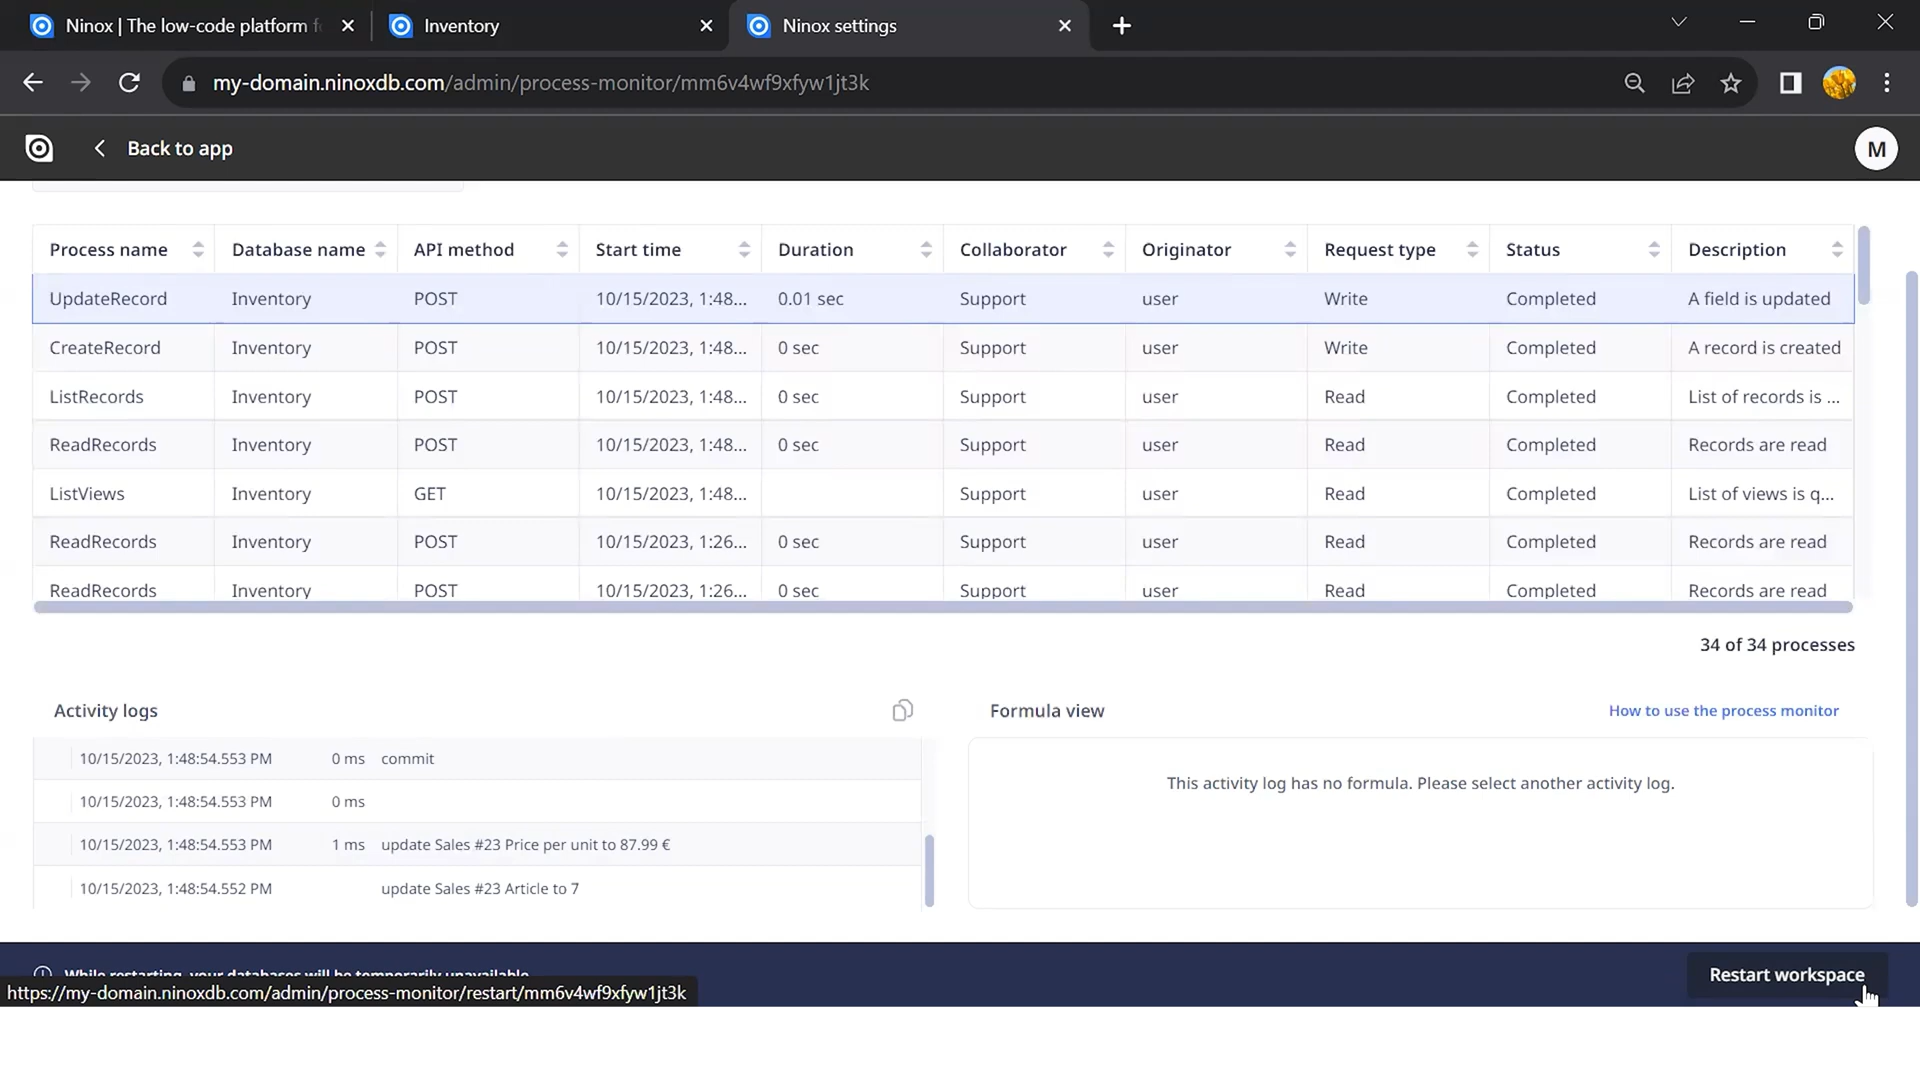 Ninox | The low-code platform f
Inventory
Ninox settings
my-domain.ninoxdb.com/admin/process-monitor/mm6v4wf9xfyw1jt3k
Back to app
M
Process name Database name API method Start time Duration Collaborator Originator Request type Status Description
UpdateRecord Inventory POST 10/15/2023, 1:48... 0.01 sec Support user Write Completed A field is updated
CreateRecord Inventory POST 10/15/2023, 1:48... 0 sec Support user Write Completed A record is created
ListRecords Inventory POST 10/15/2023, 1:48... 0 sec Support user Read Completed List of records is ...
ReadRecords Inventory POST 10/15/2023, 1:48... 0 sec Support user Read Completed Records are read
ListViews Inventory GET 10/15/2023, 1:48... Support user Read Completed List of views is q...
ReadRecords Inventory POST 10/15/2023, 1:26... 0 sec Support user Read Completed Records are read
ReadRecords Inventory POST 10/15/2023, 1:26... 0 sec Support user Read Completed Records are read
34 of 34 processes
Activity logs
Formula view
How to use the process monitor
10/15/2023, 1:48:54.553 PM 0 ms commit
10/15/2023, 1:48:54.553 PM 0 ms
10/15/2023, 1:48:54.553 PM 1 ms update Sales #23 Price per unit to 87.99 €
10/15/2023, 1:48:54.552 PM update Sales #23 Article to 7
This activity log has no formula. Please select another activity log.
While restarting, your databases will be temporarily unavailable
Restart workspace
https://my-domain.ninoxdb.com/admin/process-monitor/restart/mm6v4wf9xfyw1jt3k